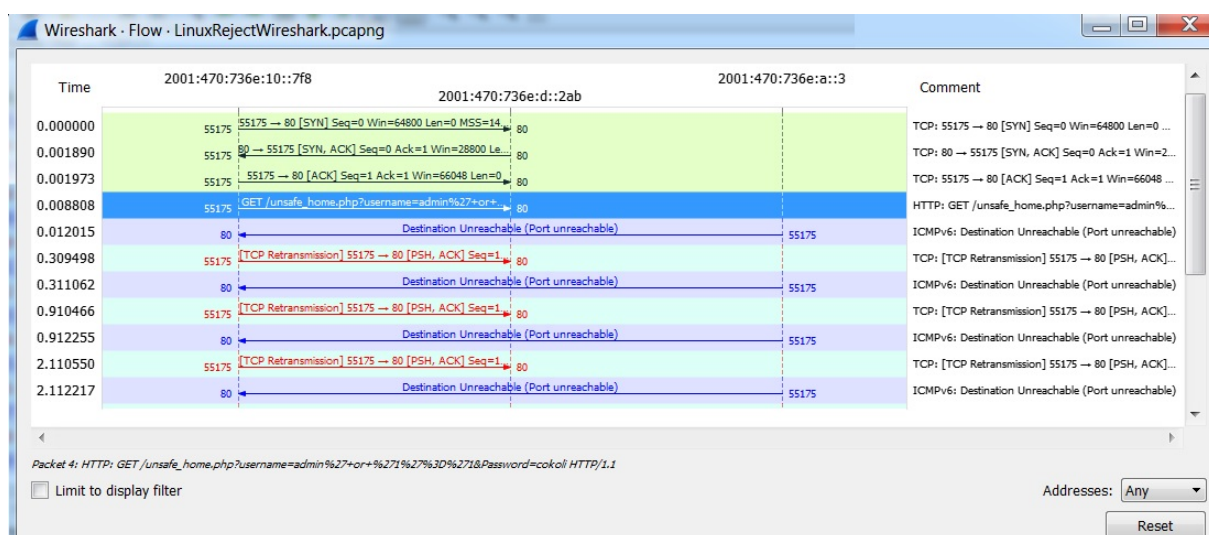 Wireshark · Flow · LinuxRejectWireshark.pcapng
Time 2001:470:736e:10::7f8 2001:470:736e:d::2ab 2001:470:736e:a::3 Comment
0.000000 55175 55175 → 80 [SYN] Seq=0 Win=64800 Len=0 MSS=14... 80 TCP: 55175 → 80 [SYN] Seq=0 Win=64800 Len=0 ...
0.001890 55175 80 → 55175 [SYN, ACK] Seq=0 Ack=1 Win=28800 Le... 80 TCP: 80 → 55175 [SYN, ACK] Seq=0 Ack=1 Win=2...
0.001973 55175 55175 → 80 [ACK] Seq=1 Ack=1 Win=66048 Len=0 80 TCP: 55175 → 80 [ACK] Seq=1 Ack=1 Win=66048 ...
0.008808 55175 GET /unsafe_home.php?username=admin%27+or+... 80 HTTP: GET /unsafe_home.php?username=admin%...
0.012015 80 Destination Unreachable (Port unreachable) 55175 ICMPv6: Destination Unreachable (Port unreachable)
0.309498 55175 [TCP Retransmission] 55175 → 80 [PSH, ACK] Seq=1... 80 TCP: [TCP Retransmission] 55175 → 80 [PSH, ACK]...
0.311062 80 Destination Unreachable (Port unreachable) 55175 ICMPv6: Destination Unreachable (Port unreachable)
0.910466 55175 [TCP Retransmission] 55175 → 80 [PSH, ACK] Seq=1... 80 TCP: [TCP Retransmission] 55175 → 80 [PSH, ACK]...
0.912255 80 Destination Unreachable (Port unreachable) 55175 ICMPv6: Destination Unreachable (Port unreachable)
2.110550 55175 [TCP Retransmission] 55175 → 80 [PSH, ACK] Seq=1... 80 TCP: [TCP Retransmission] 55175 → 80 [PSH, ACK]...
2.112217 80 Destination Unreachable (Port unreachable) 55175 ICMPv6: Destination Unreachable (Port unreachable)
Packet 4: HTTP: GET /unsafe_home.php?username=admin%27+or+%271%27%3D%271&Password=cokoli HTTP/1.1
Limit to display filter Addresses: Any
Reset